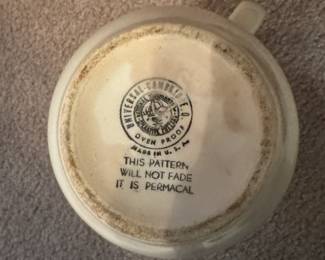 UNIVERSAL-CAMBRIDGE, O.
OVEN PROOF
MADE IN U. S. A.
THIS PATTERN
WILL NOT FADE
IT IS PERMACAL